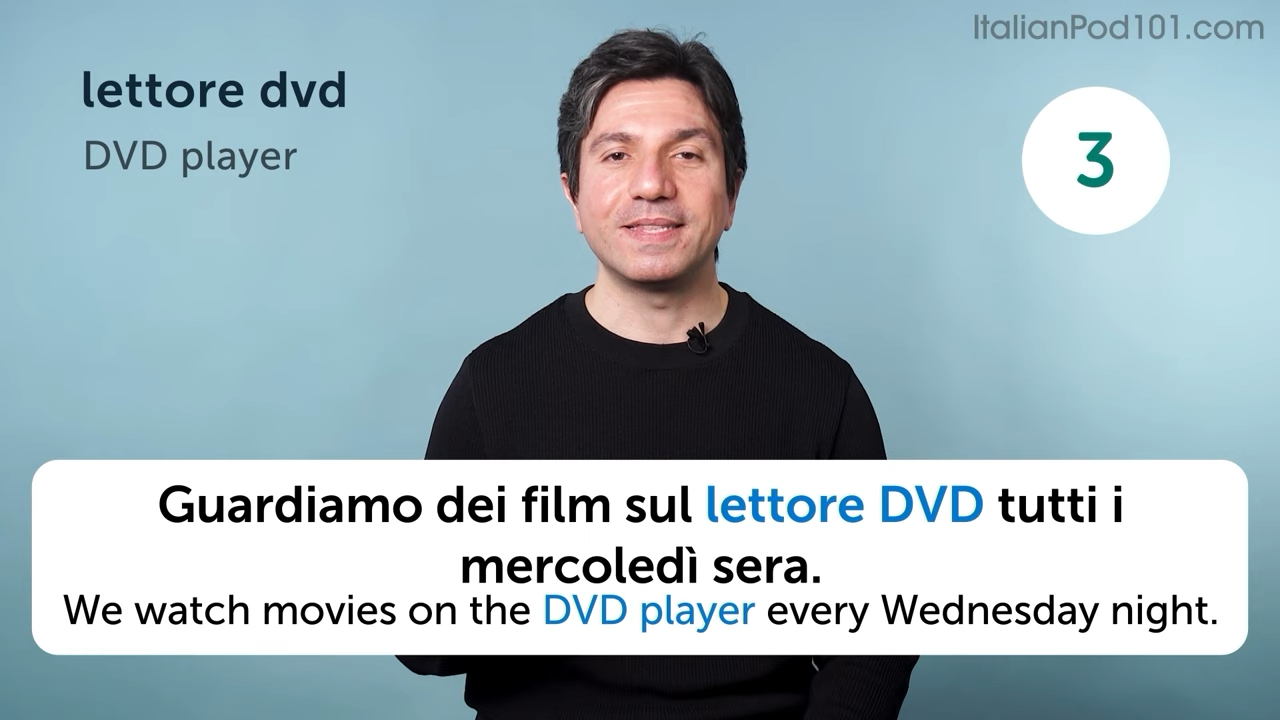 ItalianPod101.com
lettore dvd
DVD player
3
Guardiamo dei film sul lettore DVD tutti i
mercoledì sera.
We watch movies on the DVD player every Wednesday night.